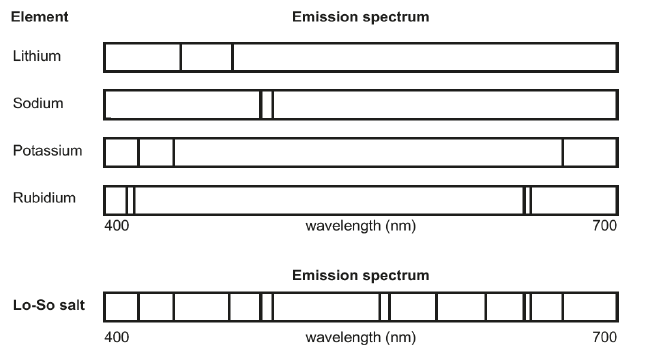 Element Emission spectrum
Lithium
Sodium
Potassium
Rubidium
400 wavelength (nm) 700
Emission spectrum
Lo-So salt
400 wavelength (nm) 700